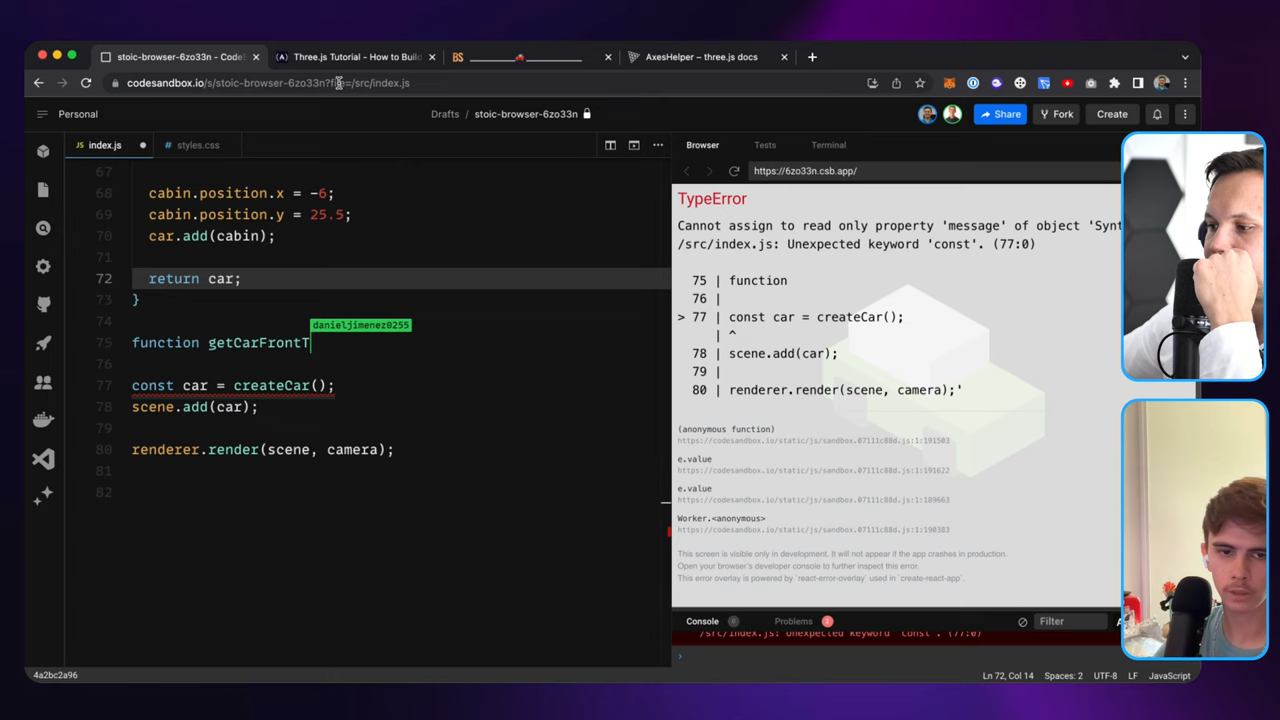 stoic-browser-6zo33n - CodeS
Three.js Tutorial - How to Build
BS
AxesHelper – three.js docs
codesandbox.io/s/stoic-browser-6zo33n?file=/src/index.js
Personal
Drafts / stoic-browser-6zo33n
Share
Fork
Create
JS index.js
styles.css
Browser
Tests
Terminal
https://6zo33n.csb.app/
67
68 cabin.position.x = -6;
69 cabin.position.y = 25.5;
70 car.add(cabin);
71
72 return car;
73 }
74
danieljimenez0255
75 function getCarFrontT
76
77 const car = createCar();
78 scene.add(car);
79
80 renderer.render(scene, camera);
81
82
TypeError
Cannot assign to read only property 'message' of object 'Synt
/src/index.js: Unexpected keyword 'const'. (77:0)
75 | function
76 |
> 77 | const car = createCar();
| ^
78 | scene.add(car);
79 |
80 | renderer.render(scene, camera);'
(anonymous function)
https://codesandbox.io/static/js/sandbox.07111c88d.js:1:191503
e.value
https://codesandbox.io/static/js/sandbox.07111c88d.js:1:191622
e.value
https://codesandbox.io/static/js/sandbox.07111c88d.js:1:189663
Worker.<anonymous>
https://codesandbox.io/static/js/sandbox.07111c88d.js:1:190383
This screen is visible only in development. It will not appear if the app crashes in production.
Open your browser's developer console to further inspect this error.
This error overlay is powered by `react-error-overlay` used in `create-react-app`.
Console 0
Problems 2
Filter
/src/index.js: Unexpected keyword 'const'. (77:0)
4a2bc2a96
Ln 72, Col 14
Spaces: 2
UTF-8
LF
JavaScript